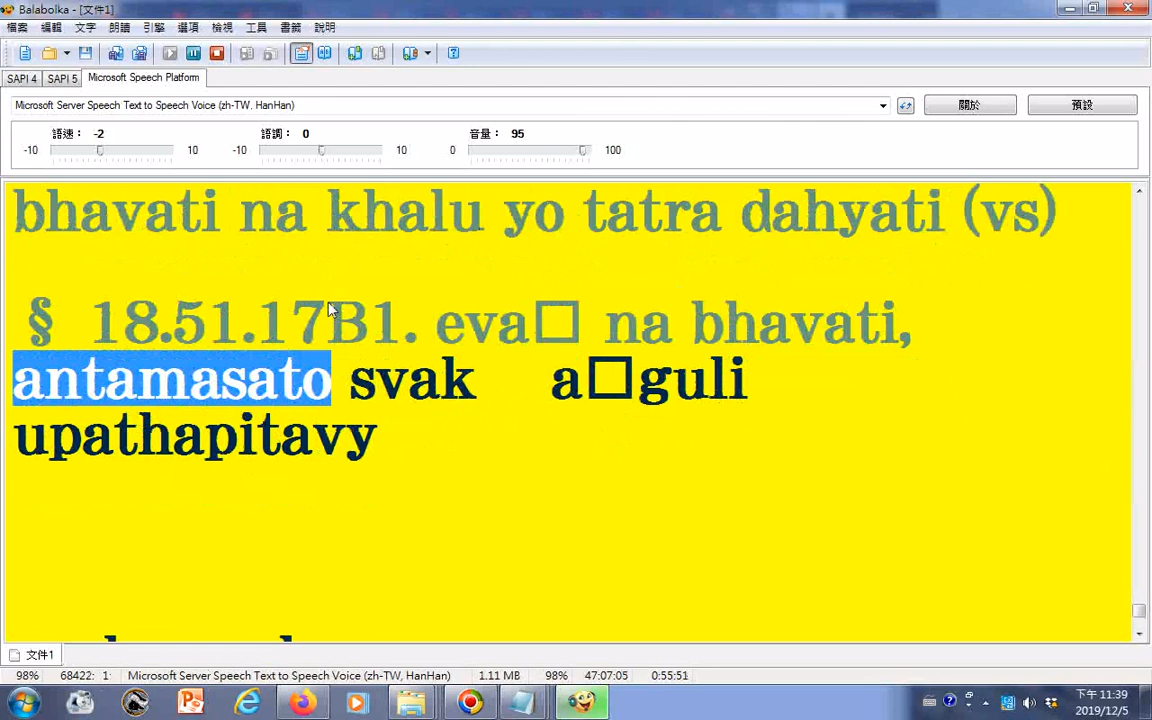 Balabolka - [文件1]
檔案 編輯 文字 朗讀 引擎 選項 檢視 工具 書籤 說明
SAPI 4 SAPI 5 Microsoft Speech Platform
Microsoft Server Speech Text to Speech Voice (zh-TW, HanHan) 關於 預設
語速： -2 語調： 0 音量： 95
-10 10 -10 10 0 100
bhavati na khalu yo tatra dahyati (vs)
§ 18.51.17B1. eva□ na bhavati,
antamasato svak a□guli
upathapitavy
文件1
98% 68422: 1: Microsoft Server Speech Text to Speech Voice (zh-TW, HanHan) 1.11 MB 98% 47:07:05 0:55:51
下午 11:39
2019/12/5